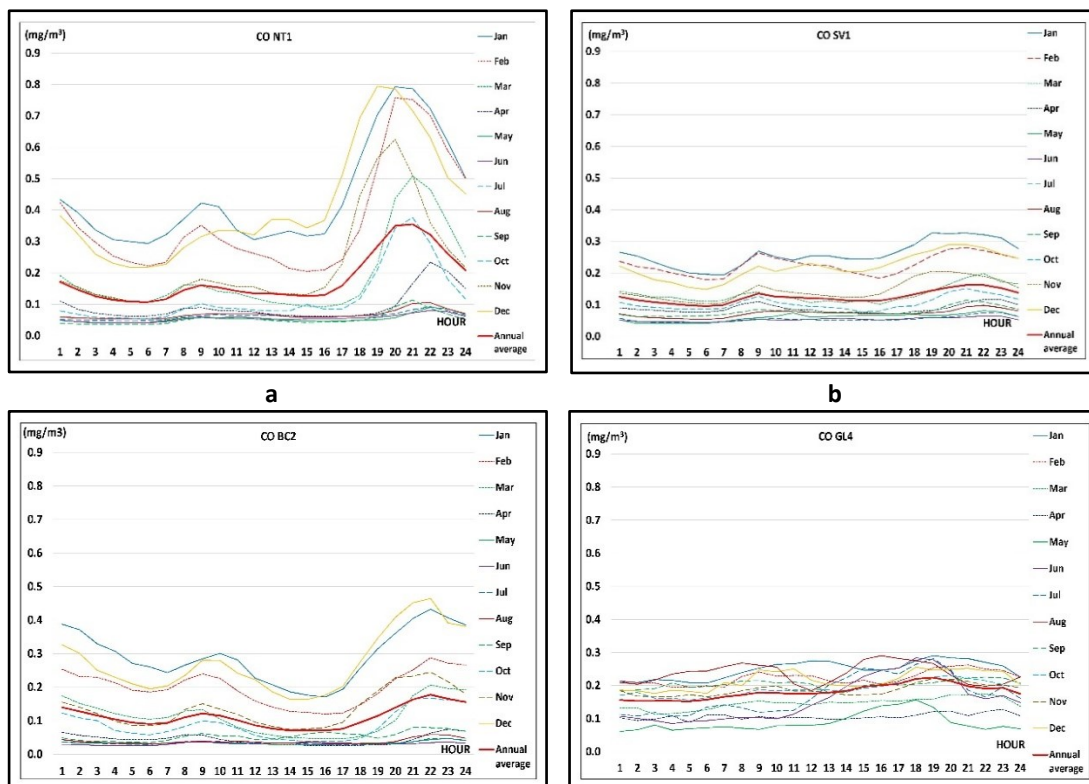 (mg/m³) CO NT1
0.9
0.8
0.7
0.6
0.5
0.4
0.3
0.2
0.1
0.0
HOUR
1 2 3 4 5 6 7 8 9 10 11 12 13 14 15 16 17 18 19 20 21 22 23 24
Jan
Feb
Mar
Apr
May
Jun
Jul
Aug
Sep
Oct
Nov
Dec
Annual
average
a
(mg/m³) CO SV1
0.9
0.8
0.7
0.6
0.5
0.4
0.3
0.2
0.1
0.0
HOUR
1 2 3 4 5 6 7 8 9 10 11 12 13 14 15 16 17 18 19 20 21 22 23 24
Jan
Feb
Mar
Apr
May
Jun
Jul
Aug
Sep
Oct
Nov
Dec
Annual
average
b
(mg/m3) CO BC2
0.9
0.8
0.7
0.6
0.5
0.4
0.3
0.2
0.1
0.0
HOUR
1 2 3 4 5 6 7 8 9 10 11 12 13 14 15 16 17 18 19 20 21 22 23 24
Jan
Feb
Mar
Apr
May
Jun
Jul
Aug
Sep
Oct
Nov
Dec
Annual
average
(mg/m³) CO GL4
0.9
0.8
0.7
0.6
0.5
0.4
0.3
0.2
0.1
0.0
HOUR
1 2 3 4 5 6 7 8 9 10 11 12 13 14 15 16 17 18 19 20 21 22 23 24
Jan
Feb
Mar
Apr
May
Jun
Jul
Aug
Sep
Oct
Nov
Dec
Annual
average